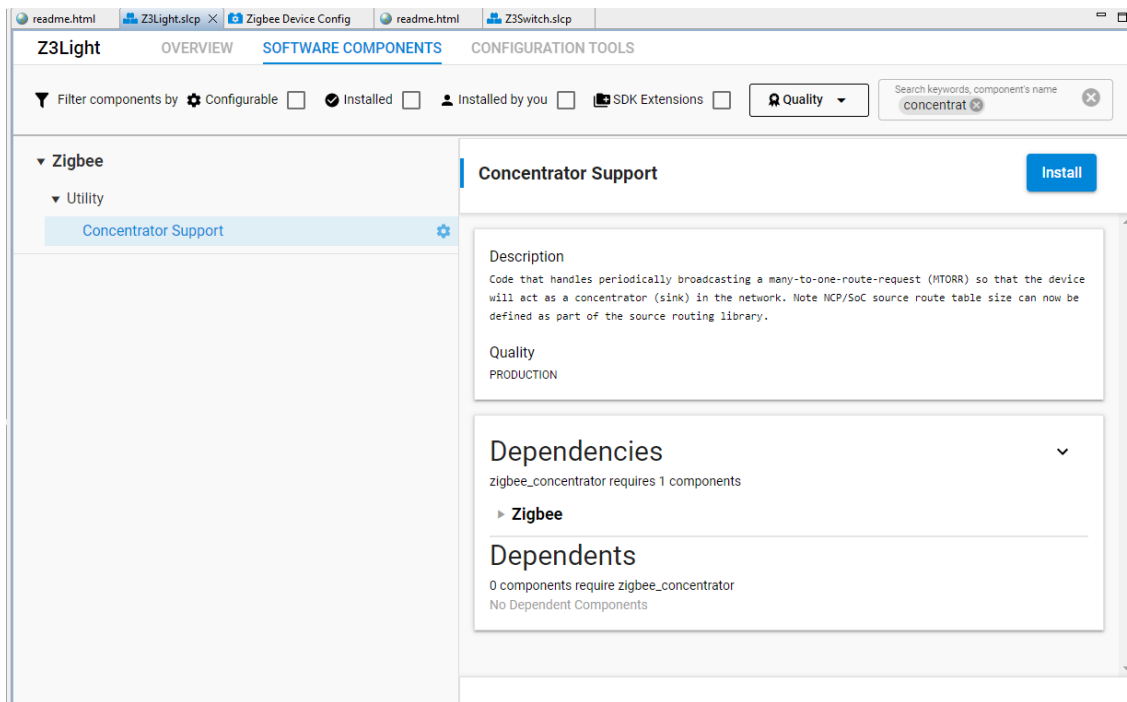 readme.html
Z3Light.slcp
Zigbee Device Config
readme.html
Z3Switch.slcp
Z3Light
OVERVIEW
SOFTWARE COMPONENTS
CONFIGURATION TOOLS
Filter components by Configurable
Installed
Installed by you
SDK Extensions
Quality
Search keywords, component's name
concentrat
Zigbee
Utility
Concentrator Support
Concentrator Support
Install
Description
Code that handles periodically broadcasting a many-to-one-route-request (MTORR) so that the device
will act as a concentrator (sink) in the network. Note NCP/SoC source route table size can now be
defined as part of the source routing library.
Quality
PRODUCTION
Dependencies
zigbee_concentrator requires 1 components
Zigbee
Dependents
0 components require zigbee_concentrator
No Dependent Components